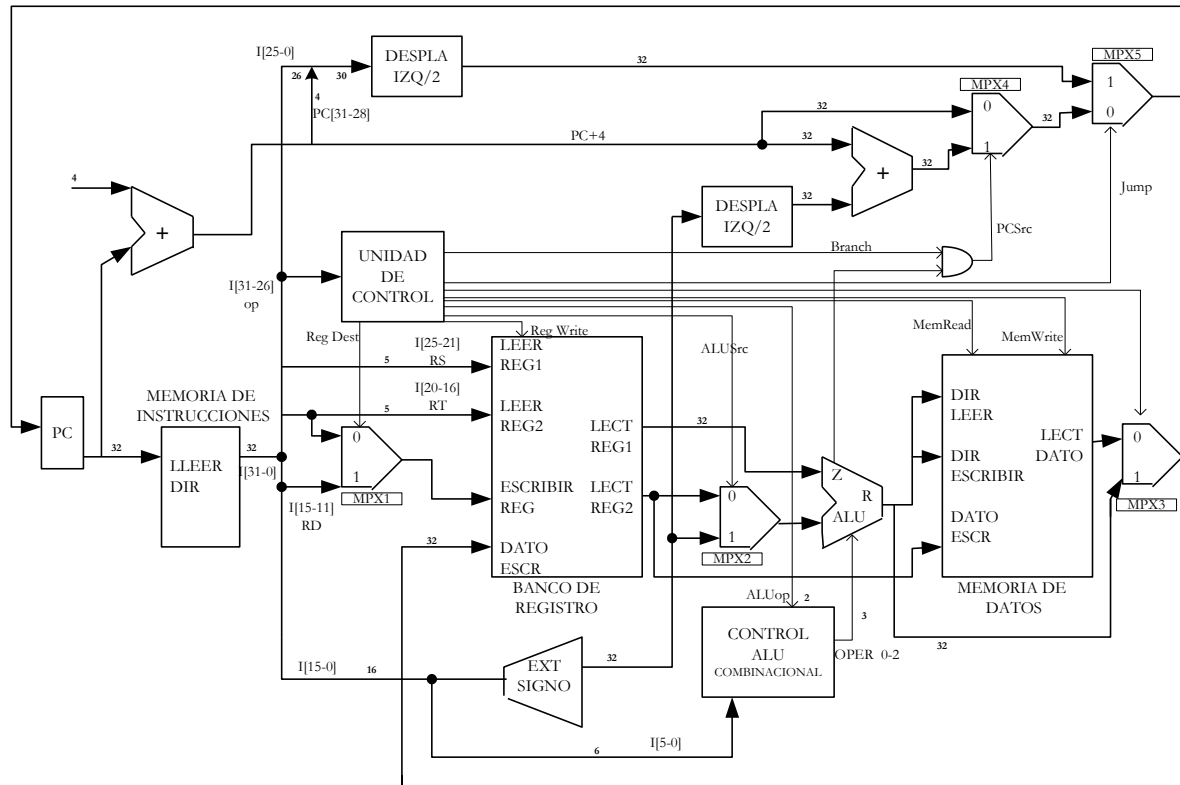 MPX5
I[25-0]
DESPLA
IZQ/2
32
26
30
4
PC[31-28]
1
0
MPX4
32
0
1
32
PC+4
32
32
+
4
+
DESPLA
IZQ/2
32
Jump
PCSrc
Branch
UNIDAD
DE
CONTROL
I[31-26]
op
Reg Dest
Reg Write
ALUSrc
MemRead
MemWrite
I[25-21]
5
RS
LEER
REG1
I[20-16]
5
RT
LEER
REG2
MEMORIA DE
INSTRUCCIONES
PC
32
LLEER
DIR
32
I[31-0]
0
1
MPX1
I[15-11]
RD
LECT
REG1
32
ESCRIBIR
REG
LECT
REG2
32
DATO
ESCR
BANCO DE
REGISTRO
0
1
MPX2
Z
R
ALU
DIR
LEER
DIR
ESCRIBIR
LECT
DATO
DATO
ESCR
MEMORIA DE
DATOS
0
1
MPX3
ALUop
2
3
CONTROL
ALU
COMBINACIONAL
OPER 0-2
32
I[15-0]
16
EXT
SIGNO
32
6
I[5-0]